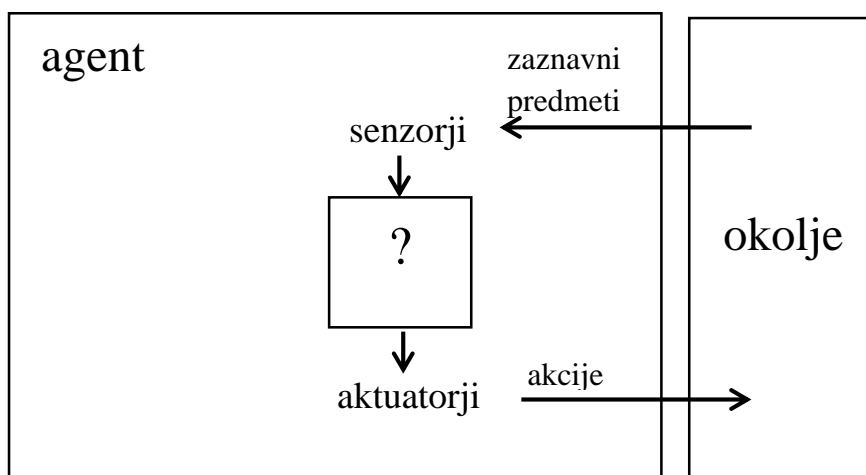 agent
zaznavni
predmeti
senzorji
?
okolje
akcije
aktuatorji